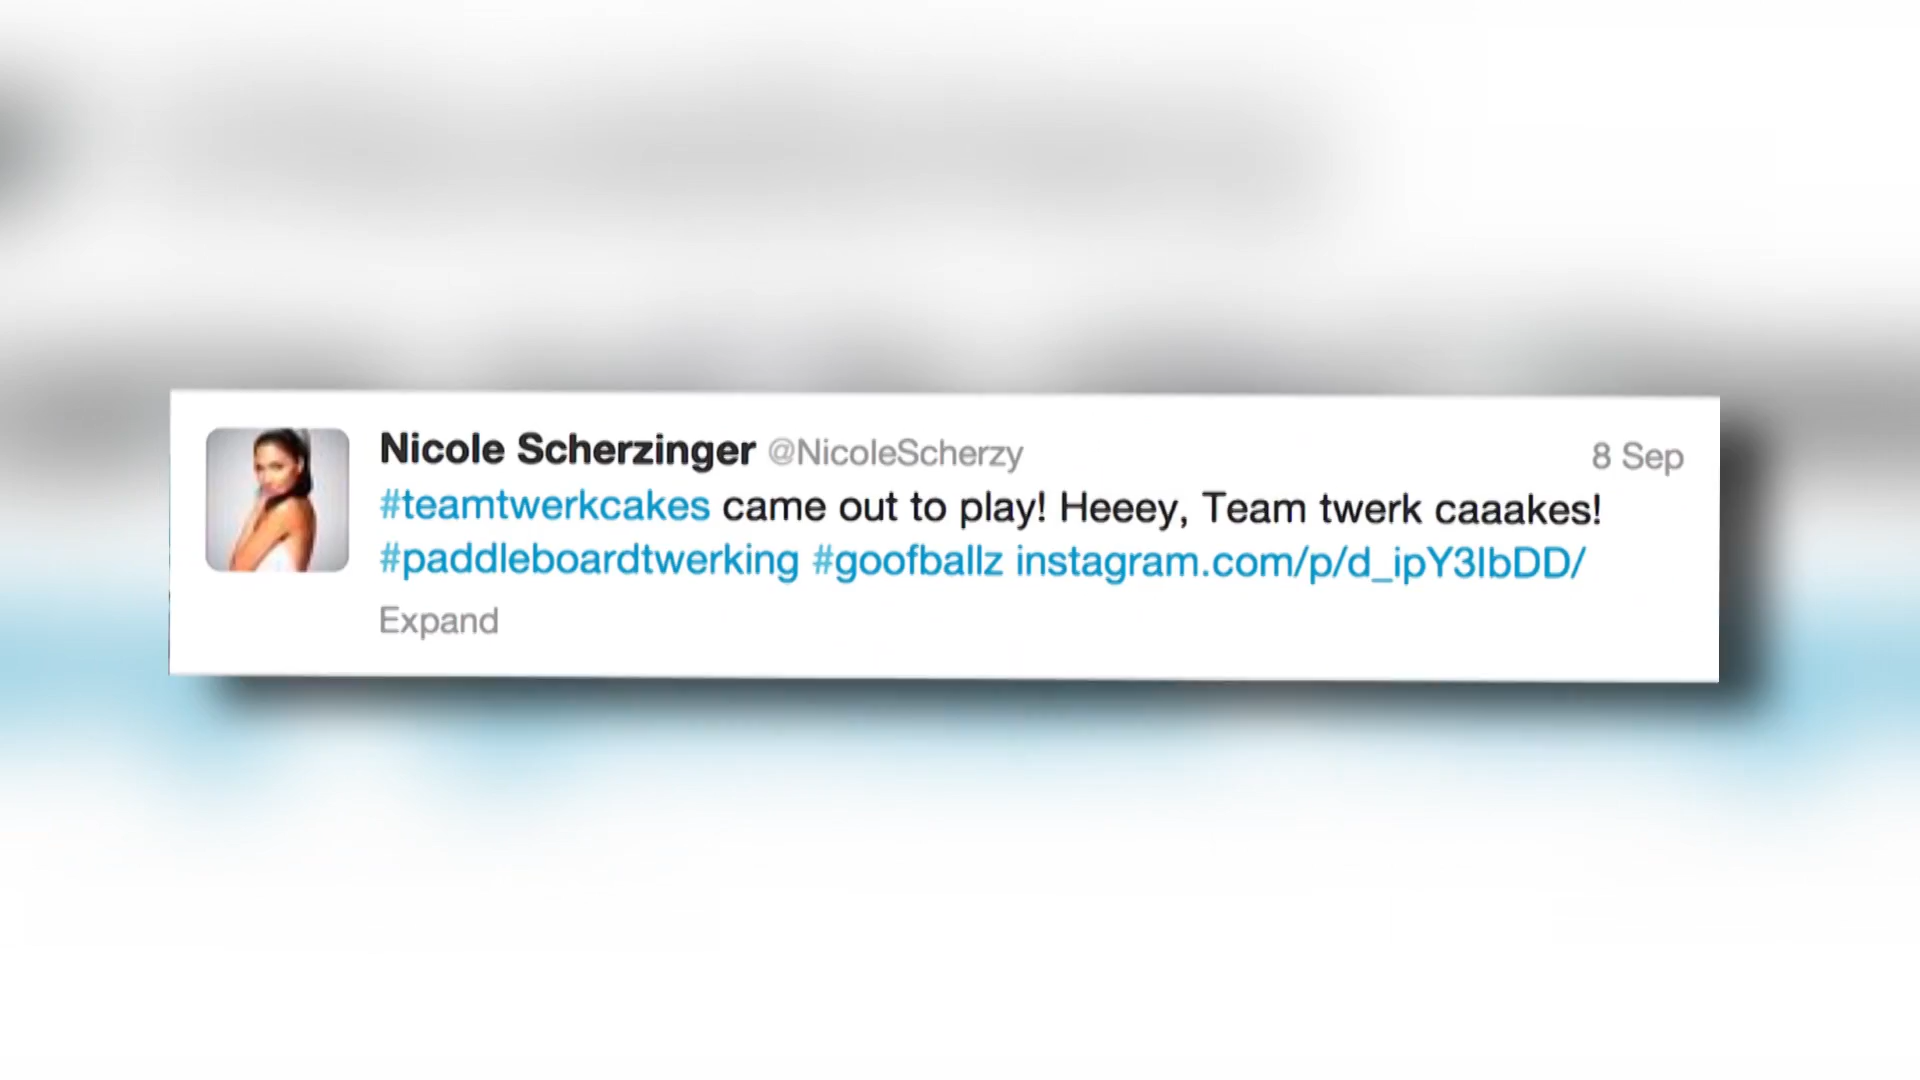 Nicole Scherzinger @NicoleScherzy 8 Sep
#teamtwerkcakes came out to play! Heeey, Team twerk caaakes!
#paddleboardtwerking #goofballz instagram.com/p/d_ipY3lbDD/
Expand